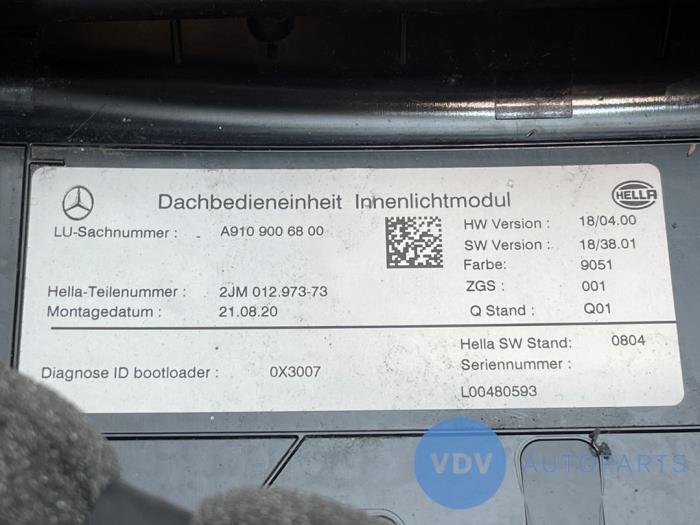 Dachbedieneinheit Innenlichtmodul
HELLA
LU-Sachnummer : A910 900 68 00
HW Version : 18/04.00
SW Version : 18/38.01
Farbe: 9051
Hella-Teilenummer : 2JM 012.973-73
ZGS : 001
Montagedatum : 21.08.20
Q Stand : Q01
Hella SW Stand: 0804
Diagnose ID bootloader : 0X3007
Seriennummer :
L00480593
VDV AUTOPARTS